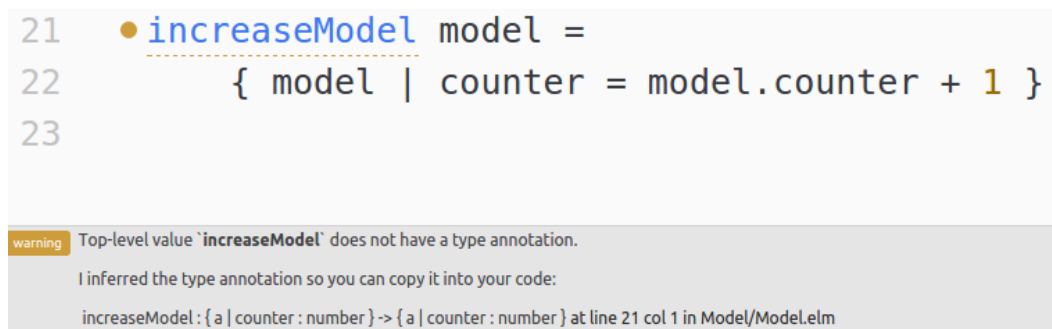 21 increaseModel model =
22 { model | counter = model.counter + 1 }
23
warning Top-level value `increaseModel` does not have a type annotation.
I inferred the type annotation so you can copy it into your code:
increaseModel : { a | counter : number } -> { a | counter : number } at line 21 col 1 in Model/Model.elm